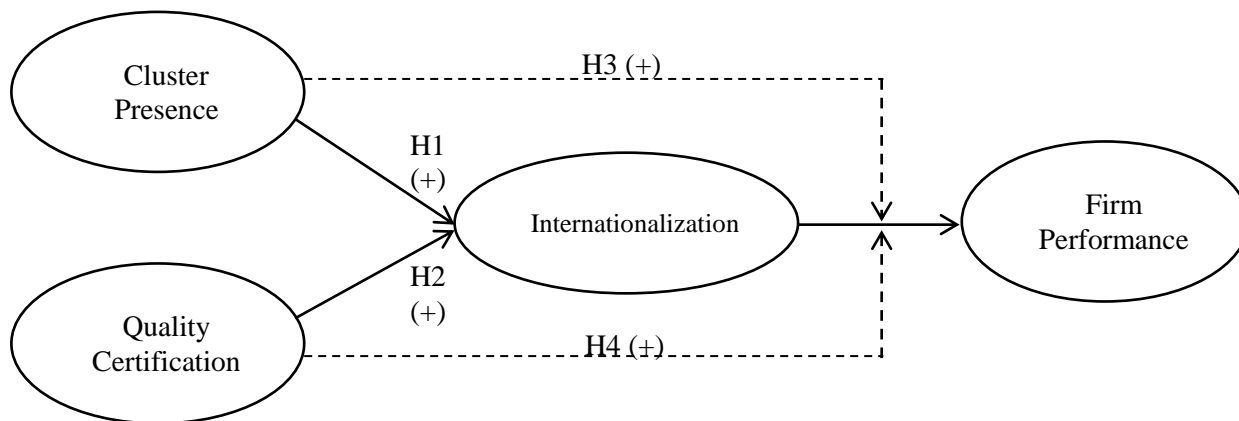 Cluster
Presence
H3 (+)
H1
(+)
Internationalization
Firm
Performance
H2
(+)
Quality
Certification
H4 (+)